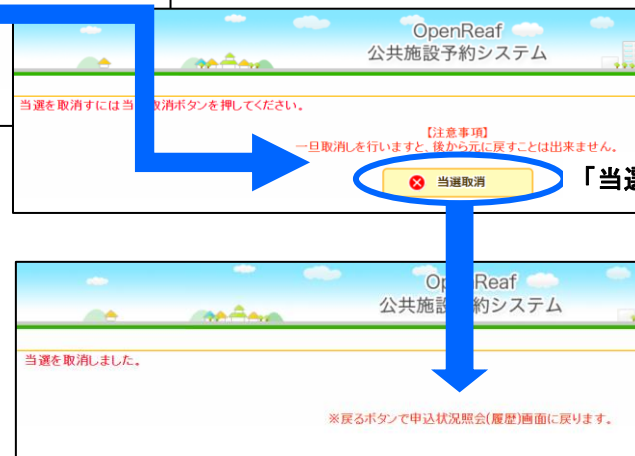 OpenReaf
公共施設予約システム
当選を取消すには当 取消ボタンを押してください。
【注意事項】
一旦取消しを行いますと、後から元に戻すことは出来ません。
当選取消
「当選
Op Reaf
公共施設 約システム
当選を取消しました。
※戻るボタンで申込状況照会(履歴)画面に戻ります。